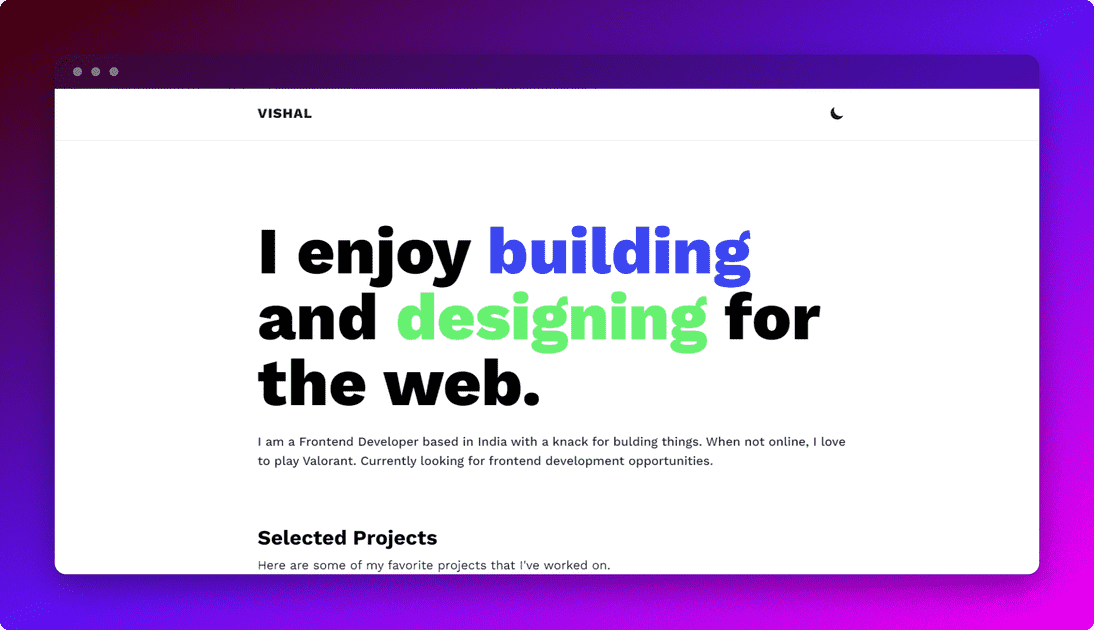 VISHAL
I enjoy building
and designing for
the web.
I am a Frontend Developer based in India with a knack for bulding things. When not online, I love
to play Valorant. Currently looking for frontend development opportunities.
Selected Projects
Here are some of my favorite projects that I've worked on.